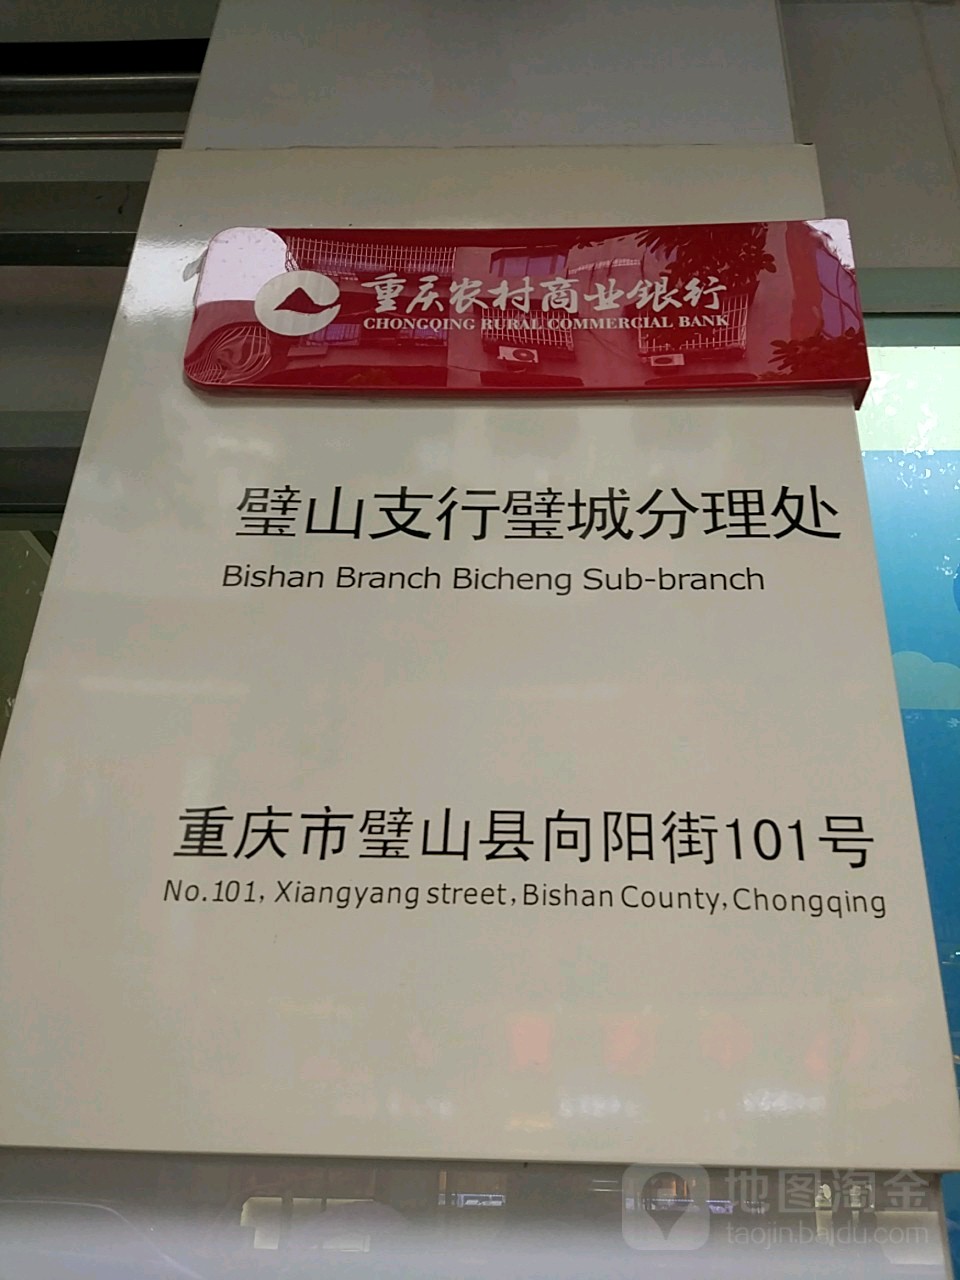 重庆农村商业银行
CHONGQING RURAL COMMERCIAL BANK
璧山支行璧城分理处
Bishan Branch Bicheng Sub-branch
重庆市璧山县向阳街101号
No.101, Xiangyang street, Bishan County, Chongqing
地图淘金
taojin.baidu.com